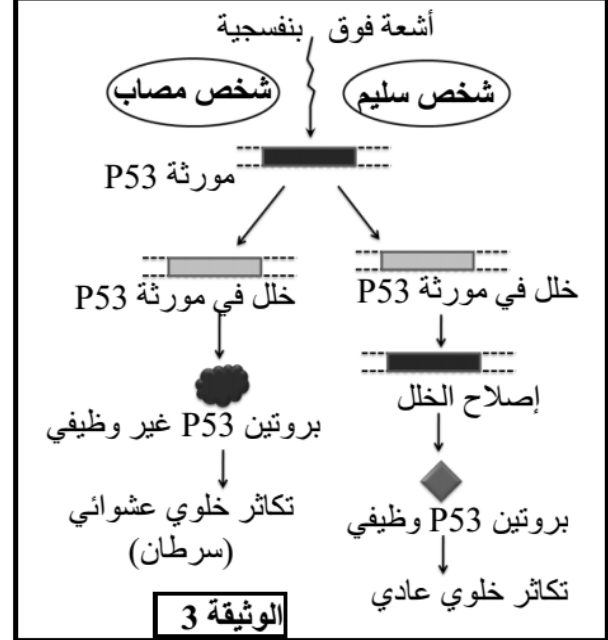 أشعة فوق بنفسجية
شخص سليم
شخص مصاب
مورثة P53
خلل في مورثة P53
خلل في مورثة P53
إصلاح الخلل
بروتين P53 غير وظيفي
بروتين P53 وظيفي
تكاثر خلوي عشوائي
(سرطان)
تكاثر خلوي عادي
الوثيقة 3